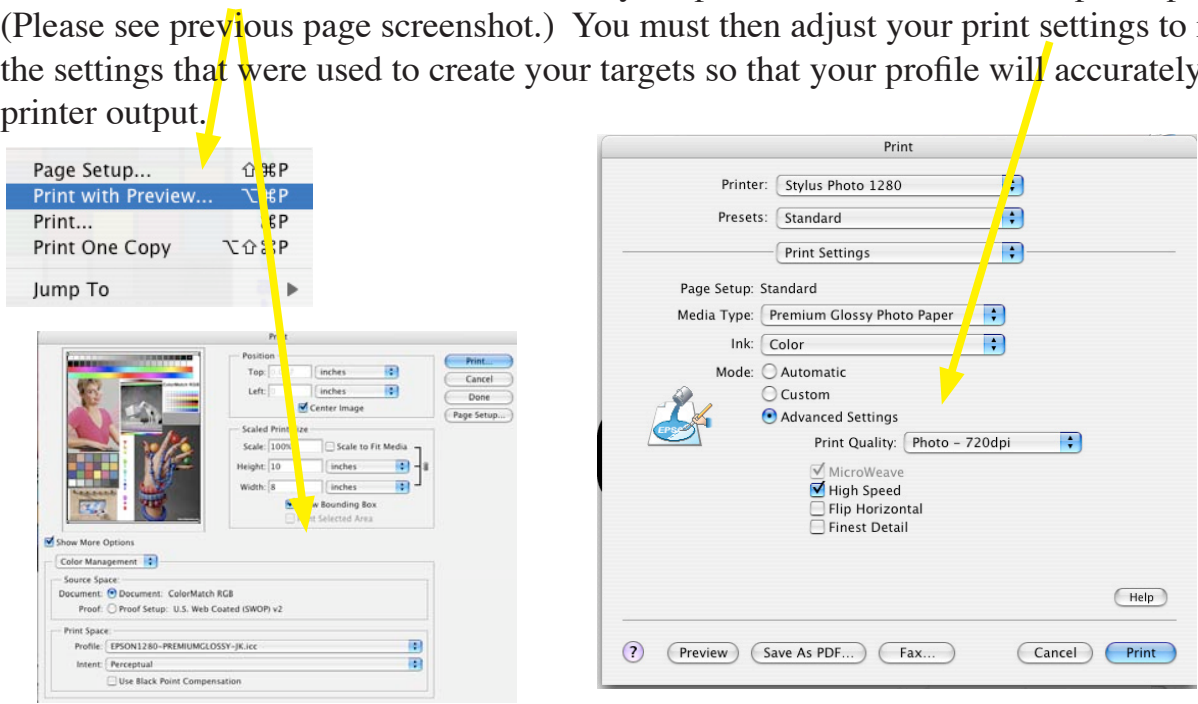 (Please see previous page screenshot.) You must then adjust your print settings to
the settings that were used to create your targets so that your profile will accurately
printer output.
Page Setup... ⇧⌘P
Print with Preview... ⌥⌘P
Print... ⌘P
Print One Copy ⌥⇧⌘P
Jump To
Print
Position
Top: inches
Left: inches
Center Image
Scaled Print Size
Scale: 100% Scale to Fit Media
Height: 10 inches
Width: 8 inches
Bounding Box
Selected Area
Print...
Cancel
Done
Page Setup...
Show More Options
Color Management
Source Space:
Document: Document: ColorMatch RGB
Proof: Proof Setup: U.S. Web Coated (SWOP) v2
Print Space:
Profile: EPSON1280-PREMIUMGLOSSY-JK.icc
Intent: Perceptual
Use Black Point Compensation
Print
Printer: Stylus Photo 1280
Presets: Standard
Print Settings
Page Setup: Standard
Media Type: Premium Glossy Photo Paper
Ink: Color
Mode: Automatic
Custom
Advanced Settings
EPSON
Print Quality: Photo – 720dpi
MicroWeave
High Speed
Flip Horizontal
Finest Detail
Help
? Preview Save As PDF... Fax... Cancel Print